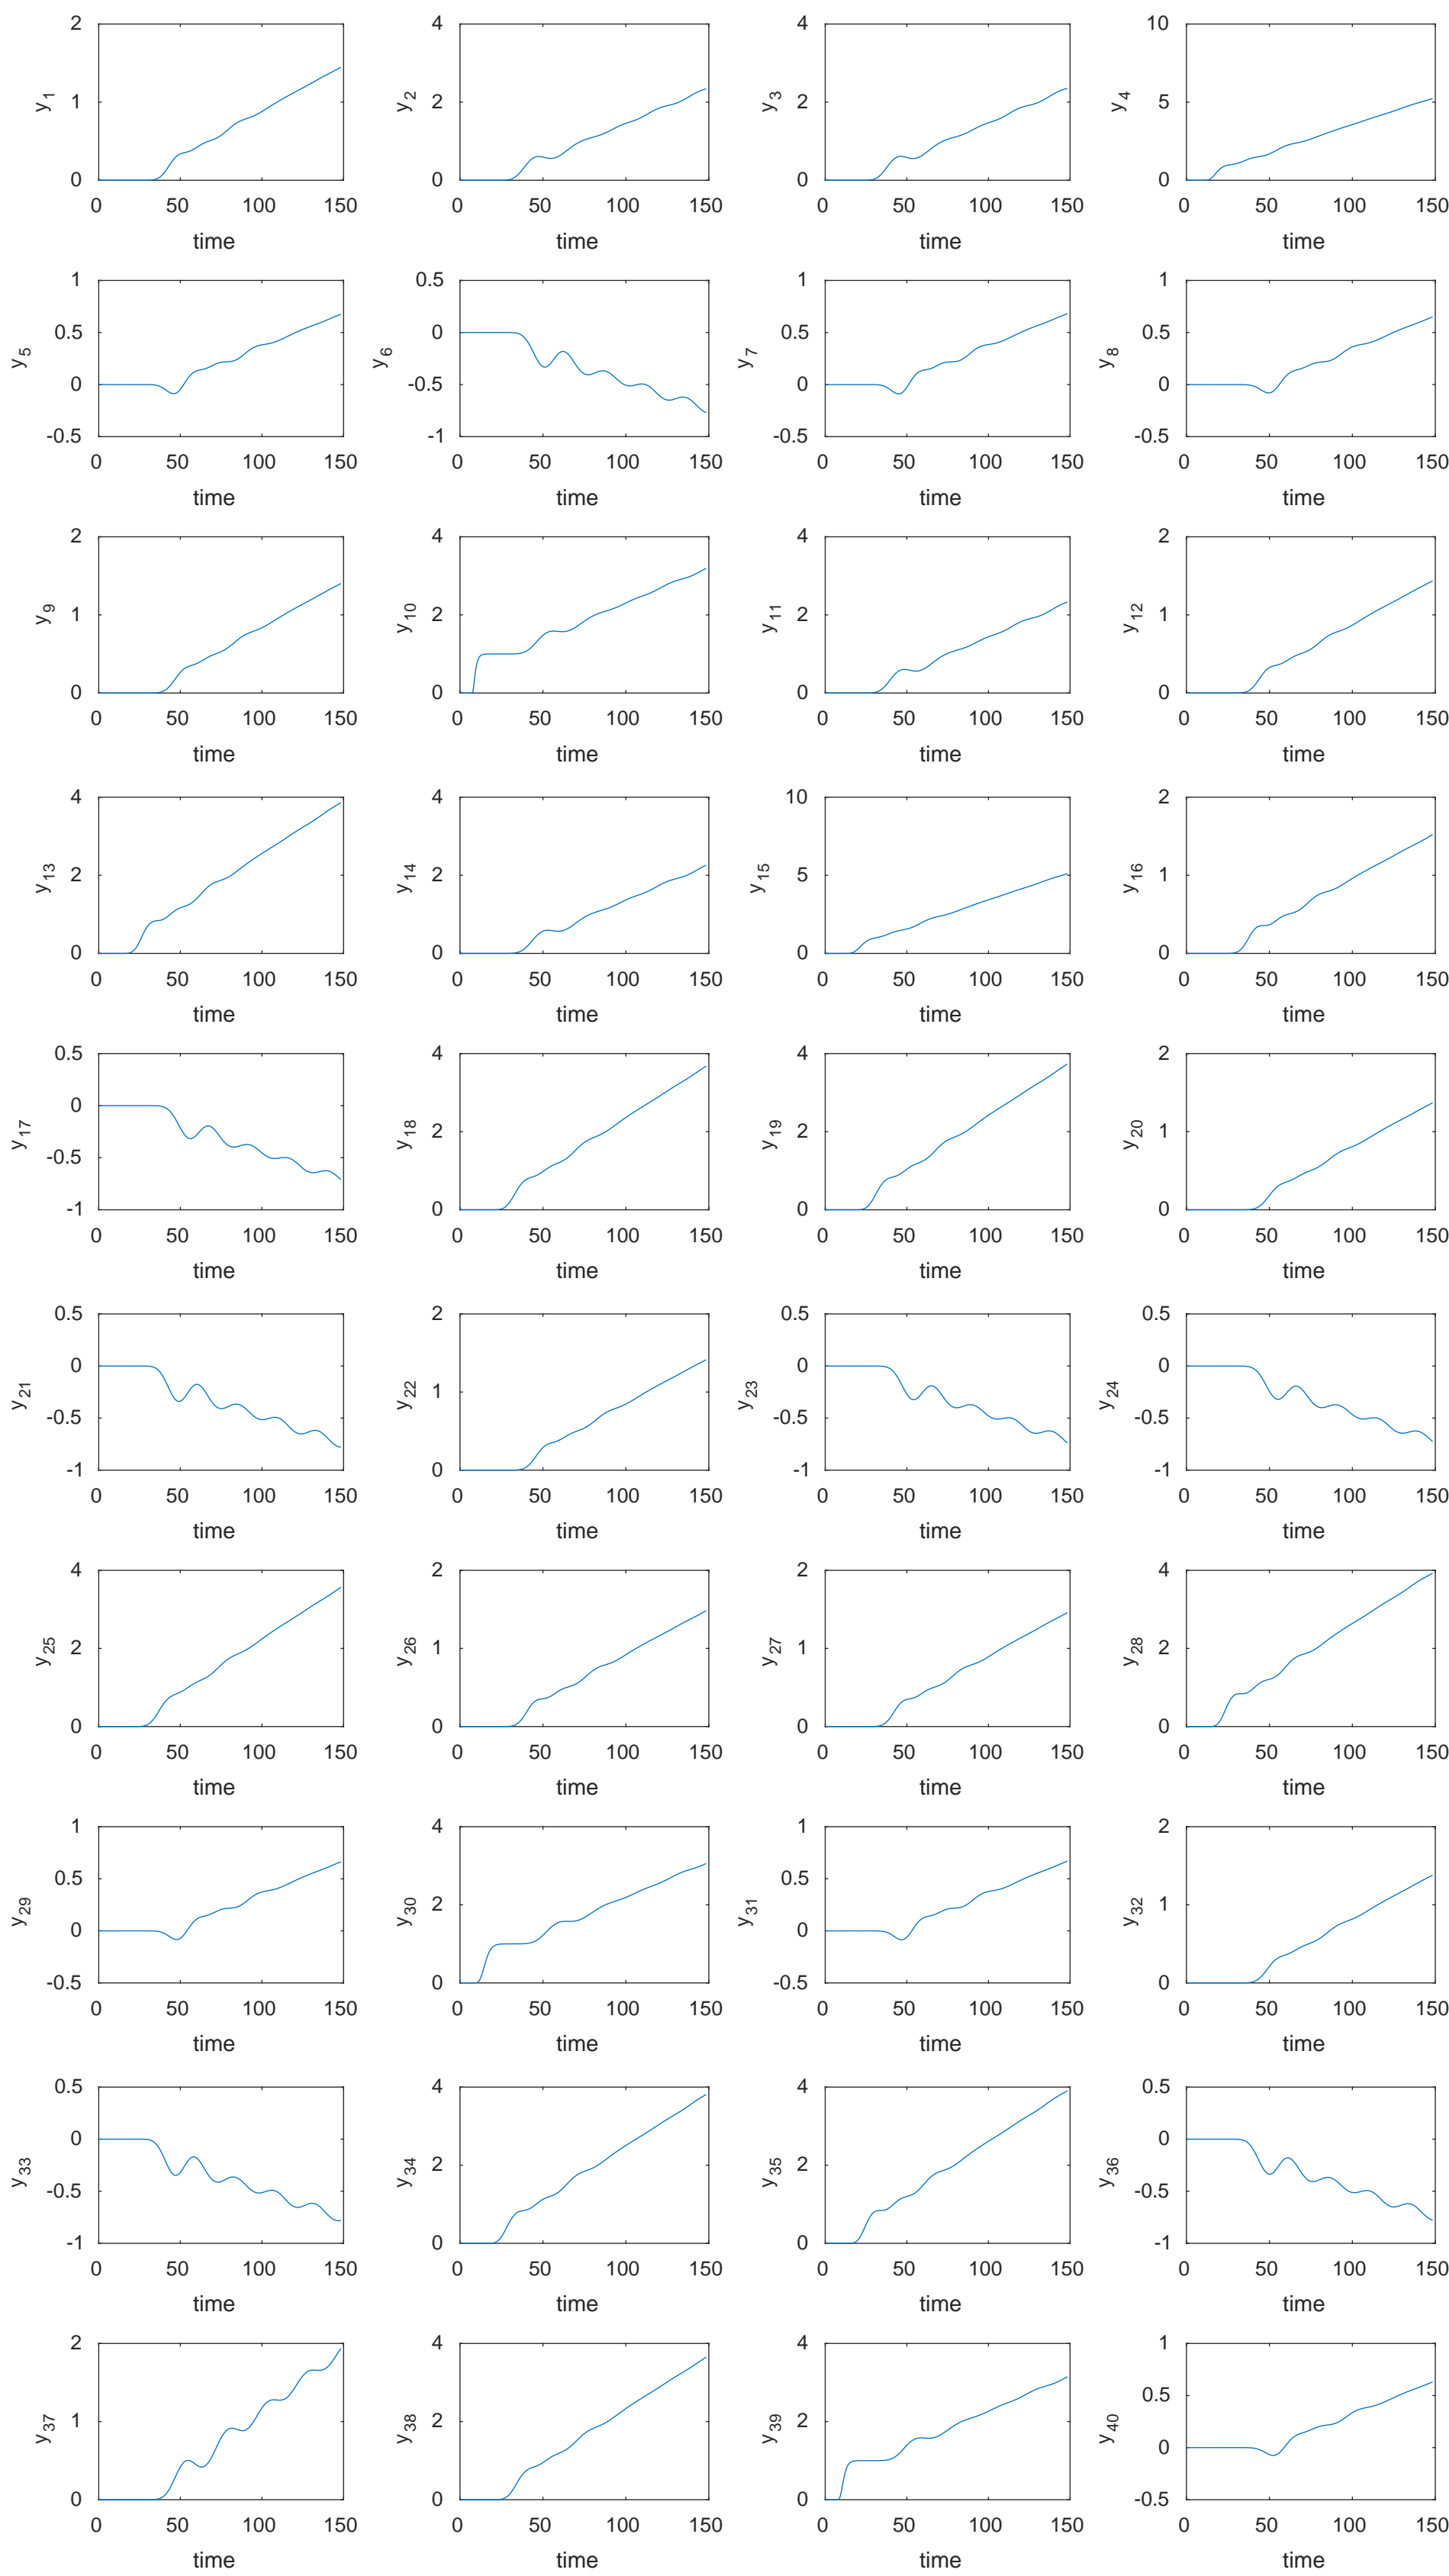 2 4 4 10
y1 1 y2 2 y3 2 y4 5
0 0 0 0
0 50 100 150 0 50 100 150 0 50 100 150 0 50 100 150
time time time time
1 0.5 1 1
0.5 0 0.5 0.5
y5 y6 y7 y8
0 -0.5 0 0
-0.5 -1 -0.5 -0.5
0 50 100 150 0 50 100 150 0 50 100 150 0 50 100 150
time time time time
2 4 4 2
y9 1 y10 2 y11 2 y12 1
0 0 0 0
0 50 100 150 0 50 100 150 0 50 100 150 0 50 100 150
time time time time
4 4 10 2
y13 2 y14 2 y15 5 y16 1
0 0 0 0
0 50 100 150 0 50 100 150 0 50 100 150 0 50 100 150
time time time time
0.5 4 4 2
0
y17 y18 2 y19 2 y20 1
-0.5
-1 0 0 0
0 50 100 150 0 50 100 150 0 50 100 150 0 50 100 150
time time time time
0.5 2 0.5 0.5
0 0 0
y21 y22 1 y23 y24
-0.5 -0.5 -0.5
-1 0 -1 -1
0 50 100 150 0 50 100 150 0 50 100 150 0 50 100 150
time time time time
4 2 2 4
y25 2 y26 1 y27 1 y28 2
0 0 0 0
0 50 100 150 0 50 100 150 0 50 100 150 0 50 100 150
time time time time
1 4 1 2
0.5 0.5
y29 y30 2 y31 y32 1
0 0
-0.5 0 -0.5 0
0 50 100 150 0 50 100 150 0 50 100 150 0 50 100 150
time time time time
0.5 4 4 0.5
0 0
y33 y34 2 y35 2 y36
-0.5 -0.5
-1 0 0 -1
0 50 100 150 0 50 100 150 0 50 100 150 0 50 100 150
time time time time
2 4 4 1
0.5
y37 1 y38 2 y39 2 y40
0
0 0 0 -0.5
0 50 100 150 0 50 100 150 0 50 100 150 0 50 100 150
time time time time